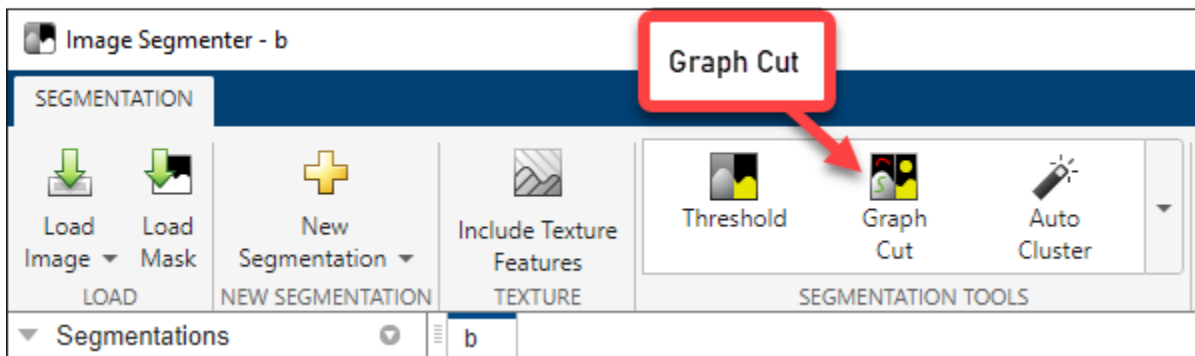 Image Segmenter - b
Graph Cut
SEGMENTATION
Load
Image
Load
Mask
New
Segmentation
Include Texture
Features
Threshold
Graph
Cut
Auto
Cluster
LOAD
NEW SEGMENTATION
TEXTURE
SEGMENTATION TOOLS
Segmentations
b